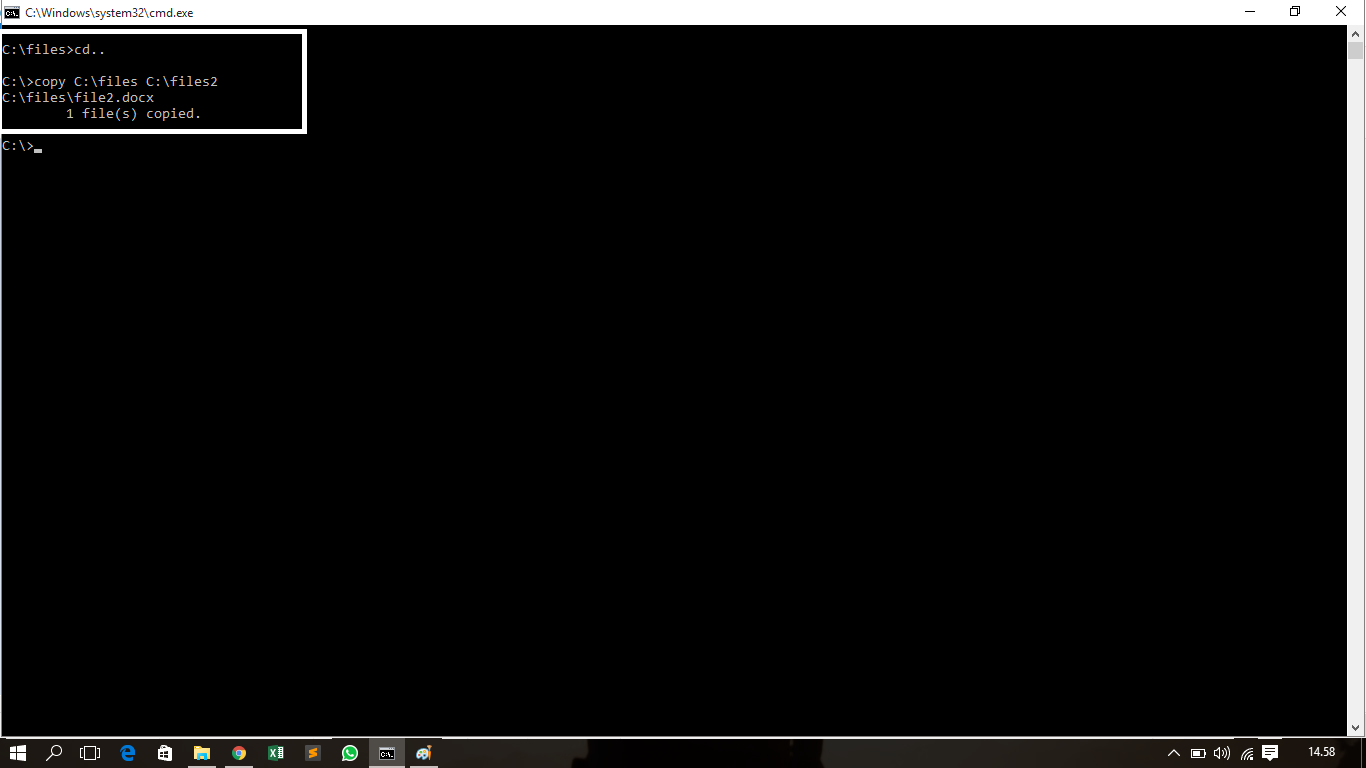 C:\Windows\system32\cmd.exe
C:\files>cd..
C:\>copy C:\files C:\files2
C:\files\file2.docx
        1 file(s) copied.
C:\>
14.58